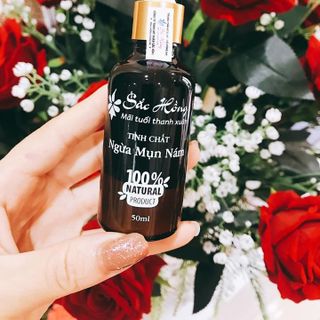 Sắc Hồng
Mãi tuổi thanh xuân
TINH CHẤT
Ngừa Mụn Nám
100%
NATURAL
PRODUCT
50ml